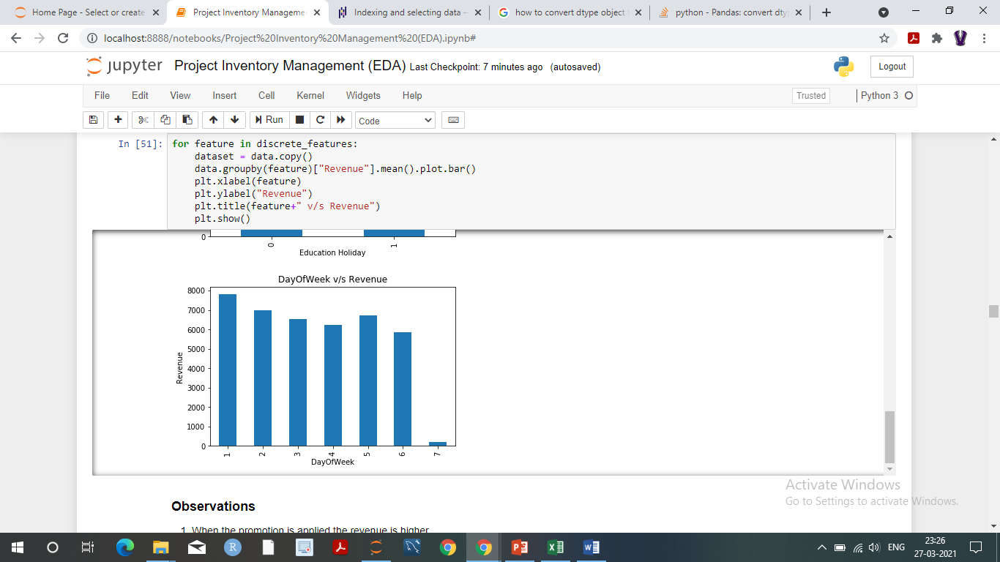 Home Page - Select or create
Project Inventory Manageme
Indexing and selecting data –
how to convert dtype object
python - Pandas: convert dty
localhost:8888/notebooks/Project%20Inventory%20Management%20(EDA).ipynb#
jupyter Project Inventory Management (EDA) Last Checkpoint: 7 minutes ago (autosaved)
Logout
File Edit View Insert Cell Kernel Widgets Help
Trusted
Python 3
Run
Code
In [51]:
for feature in discrete_features:
    dataset = data.copy()
    data.groupby(feature)["Revenue"].mean().plot.bar()
    plt.xlabel(feature)
    plt.ylabel("Revenue")
    plt.title(feature+" v/s Revenue")
    plt.show()
0
0 1
Education Holiday
DayOfWeek v/s Revenue
8000
7000
6000
5000
4000
3000
2000
1000
0
Revenue
1 2 3 4 5 6 7
DayOfWeek
Observations
1. When the promotion is applied the revenue is higher
Activate Windows
Go to Settings to activate Windows.
ENG
23:26
27-03-2021